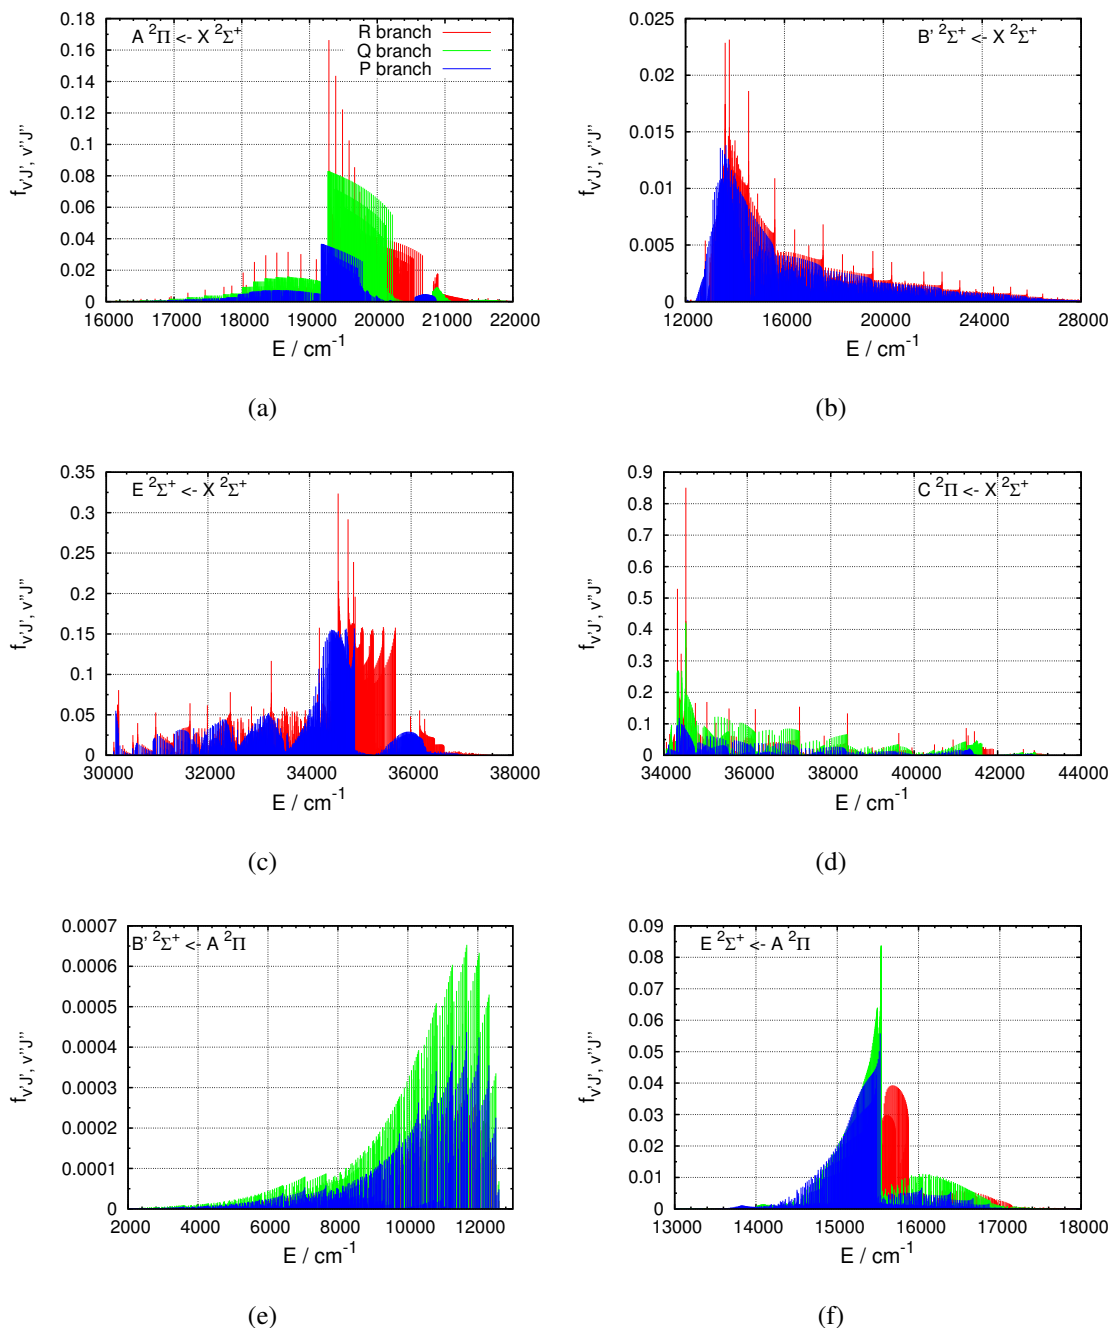 A ²Π <- X ²Σ⁺
R branch
Q branch
P branch
0.18
0.16
0.14
0.12
0.1
0.08
0.06
0.04
0.02
0
16000 17000 18000 19000 20000 21000 22000
f v'J', v''J''
E / cm⁻¹
(a)
B' ²Σ⁺ <- X ²Σ⁺
0.025
0.02
0.015
0.01
0.005
0
12000 16000 20000 24000 28000
f v'J', v''J''
E / cm⁻¹
(b)
E ²Σ⁺ <- X ²Σ⁺
0.35
0.3
0.25
0.2
0.15
0.1
0.05
0
30000 32000 34000 36000 38000
f v'J', v''J''
E / cm⁻¹
(c)
C ²Π <- X ²Σ⁺
0.9
0.8
0.7
0.6
0.5
0.4
0.3
0.2
0.1
0
34000 36000 38000 40000 42000 44000
f v'J', v''J''
E / cm⁻¹
(d)
B' ²Σ⁺ <- A ²Π
0.0007
0.0006
0.0005
0.0004
0.0003
0.0002
0.0001
0
2000 4000 6000 8000 10000 12000
f v'J', v''J''
E / cm⁻¹
(e)
E ²Σ⁺ <- A ²Π
0.09
0.08
0.07
0.06
0.05
0.04
0.03
0.02
0.01
0
13000 14000 15000 16000 17000 18000
f v'J', v''J''
E / cm⁻¹
(f)